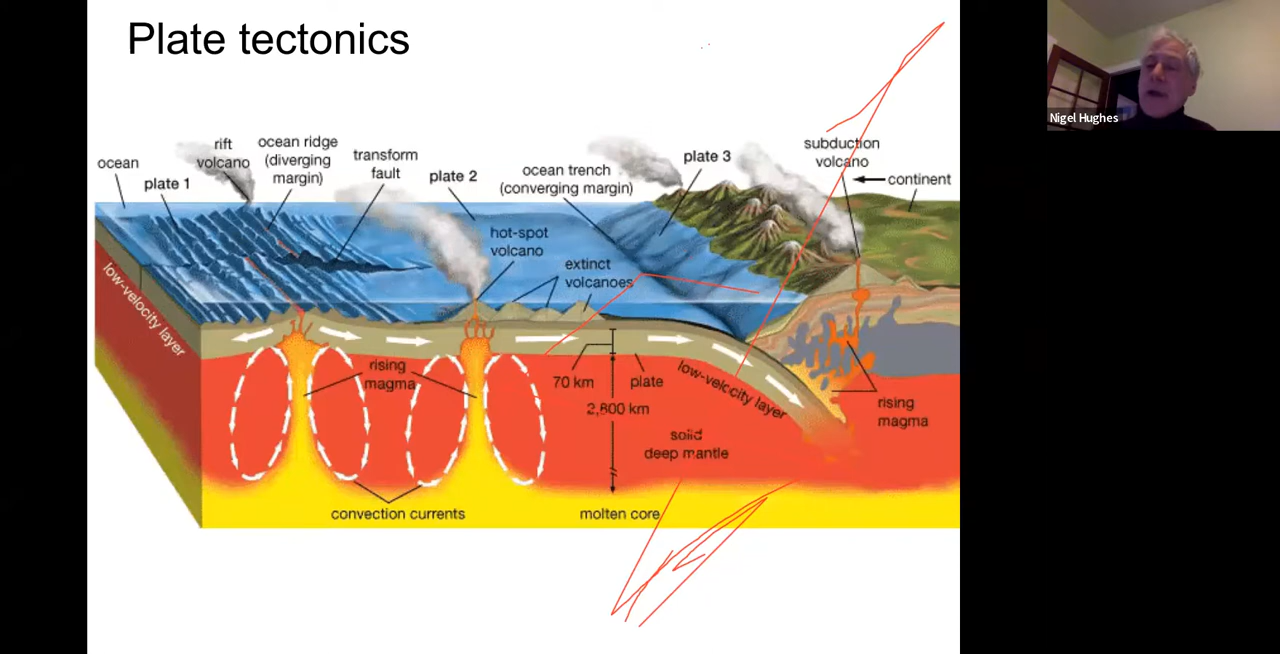 Plate tectonics
Nigel Hughes
ocean
plate 1
rift
volcano
ocean ridge
(diverging
margin)
transform
fault
plate 2
ocean trench
(converging margin)
plate 3
subduction
volcano
continent
hot-spot
volcano
extinct
volcanoes
low-velocity layer
rising
magma
70 km
plate
low-velocity layer
2,800 km
rising
magma
solid
deep mantle
convection currents
molten core